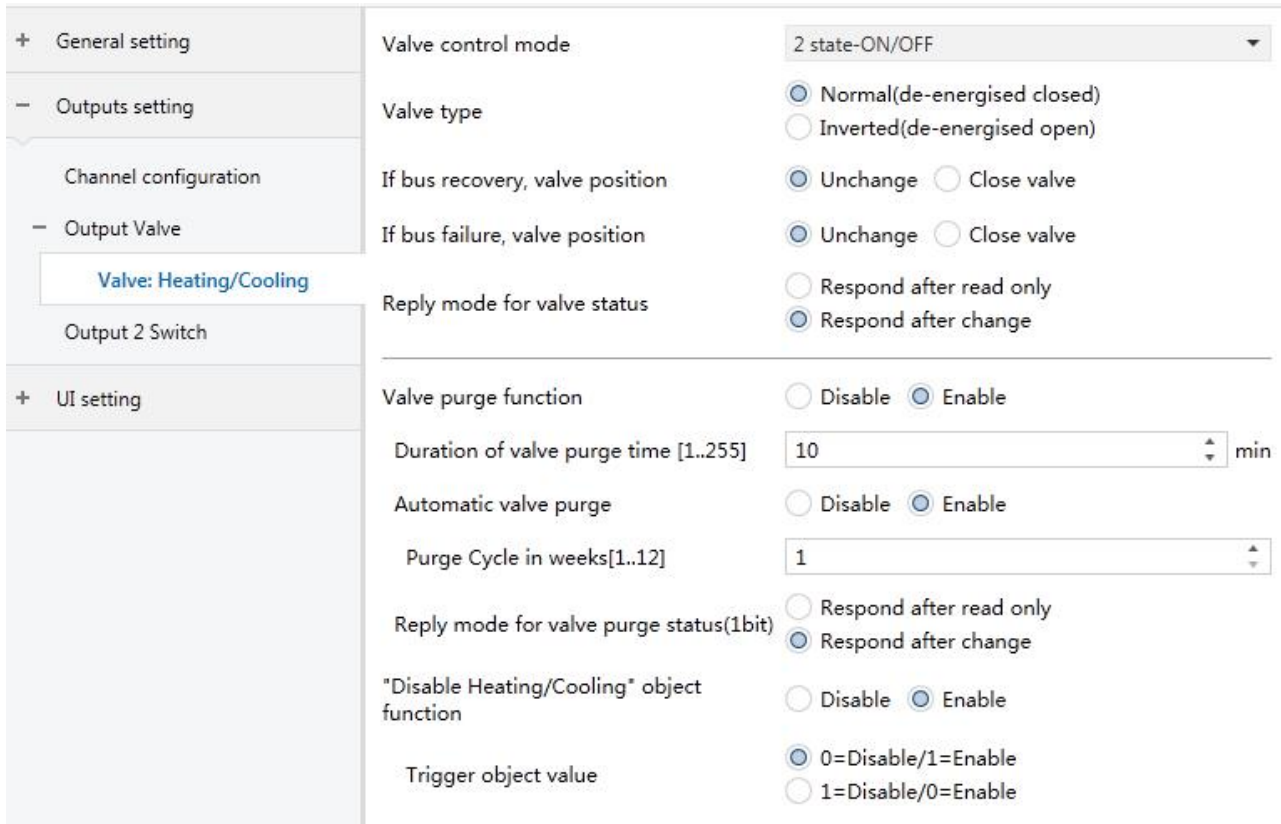 + General setting
− Outputs setting
Channel configuration
− Output Valve
Valve: Heating/Cooling
Output 2 Switch
+ UI setting
Valve control mode
2 state-ON/OFF
Valve type
Normal(de-energised closed)
Inverted(de-energised open)
If bus recovery, valve position
Unchange Close valve
If bus failure, valve position
Unchange Close valve
Reply mode for valve status
Respond after read only
Respond after change
Valve purge function
Disable Enable
Duration of valve purge time [1..255]
10 min
Automatic valve purge
Disable Enable
Purge Cycle in weeks[1..12]
1
Reply mode for valve purge status(1bit)
Respond after read only
Respond after change
"Disable Heating/Cooling" object
function
Disable Enable
Trigger object value
0=Disable/1=Enable
1=Disable/0=Enable